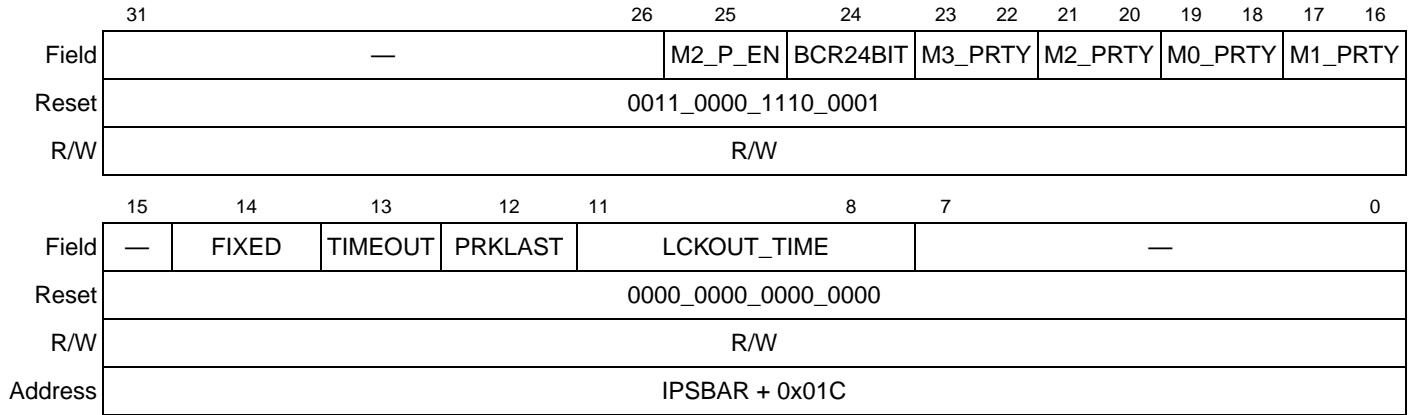 31 26 25 24 23 22 21 20 19 18 17 16
Field — M2_P_EN BCR24BIT M3_PRTY M2_PRTY M0_PRTY M1_PRTY
Reset 0011_0000_1110_0001
R/W R/W
15 14 13 12 11 8 7 0
Field — FIXED TIMEOUT PRKLAST LCKOUT_TIME —
Reset 0000_0000_0000_0000
R/W R/W
Address IPSBAR + 0x01C